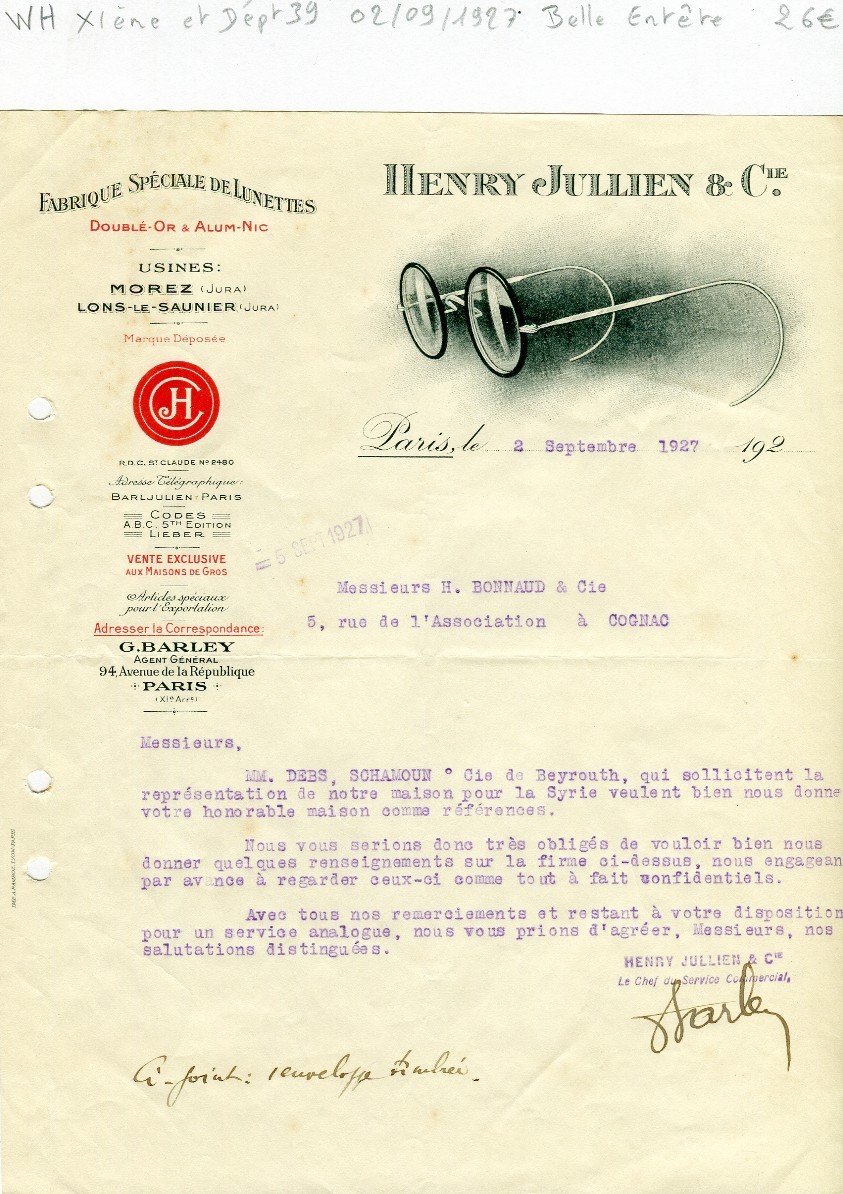 WH XIème et Dépt 39 02/09/1927 Belle Entête 26€
FABRIQUE SPÉCIALE DE LUNETTES
DOUBLÉ-OR & ALUM-NIC
USINES:
MOREZ (JURA)
LONS-LE-SAUNIER (JURA)
Marque Déposée
JHC
R.D.C. ST CLAUDE No 2480
Adresse Télégraphique:
BARLJULIEN=PARIS
CODES
A.B.C. 5TH EDITION
LIEBER
VENTE EXCLUSIVE
AUX MAISONS DE GROS
Articles spéciaux
pour l'Exportation
Adresser la Correspondance:
G. BARLEY
AGENT GÉNÉRAL
94, Avenue de la République
PARIS
(XIe Arrt)
HENRY JULLIEN & CIE.
Paris, le 2 Septembre 1927 192
5 SEPT 1927
Messieurs H. BONNAUD & Cie
5, rue de l'Association à COGNAC
Messieurs,
MM. DEBS, SCHAMOUN ° Cie de Beyrouth, qui sollicitent la
représentation de notre maison pour la Syrie veulent bien nous donne
votre honorable maison comme références.
Nous vous serions donc très obligés de vouloir bien nous
donner quelques renseignements sur la firme ci-dessus, nous engagean
par avance à regarder ceux-ci comme tout à fait confidentiels.
Avec tous nos remerciements et restant à votre disposition
pour un service analogue, nous vous prions d'agréer, Messieurs, nos
salutations distinguées.
HENRY JULLIEN & CIE
Le Chef du Service Commercial,
Barley
Ci-joint: 1 enveloppe timbrée.